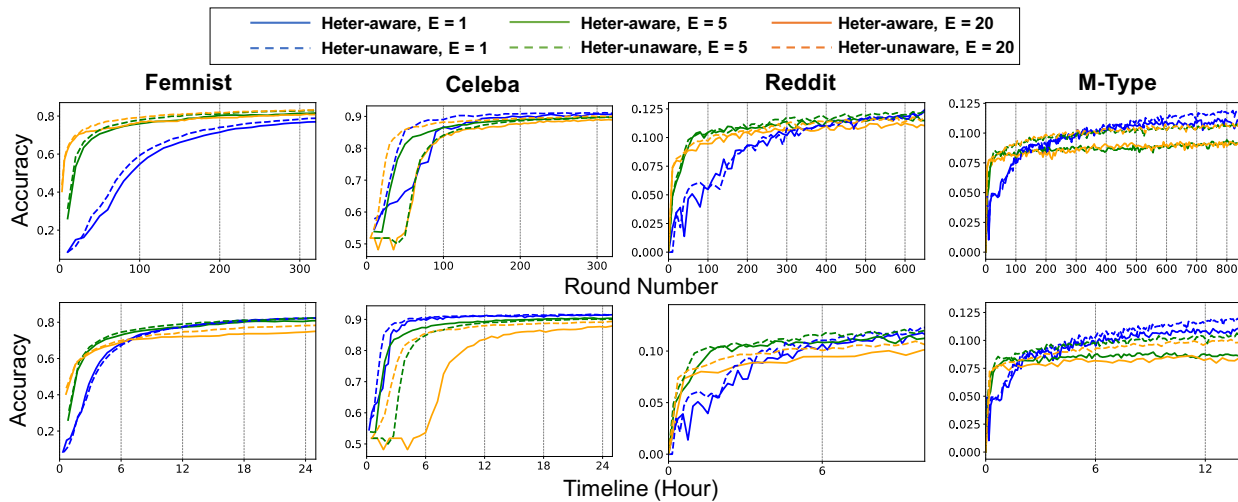 Heter-aware, E = 1 Heter-aware, E = 5 Heter-aware, E = 20
Heter-unaware, E = 1 Heter-unaware, E = 5 Heter-unaware, E = 20
Femnist Celeba Reddit M-Type
Accuracy
0.8
0.6
0.4
0.2
0 100 200 300
0.9
0.8
0.7
0.6
0.5
0 100 200 300
0.125
0.100
0.075
0.050
0.025
0.000
0 100 200 300 400 500 600
0.125
0.100
0.075
0.050
0.025
0.000
0 100 200 300 400 500 600 700 800
Round Number
Accuracy
0.8
0.6
0.4
0.2
0 6 12 18 24
0.9
0.8
0.7
0.6
0.5
0 6 12 18 24
0.10
0.05
0.00
0 6
0.125
0.100
0.075
0.050
0.025
0.000
0 6 12
Timeline (Hour)